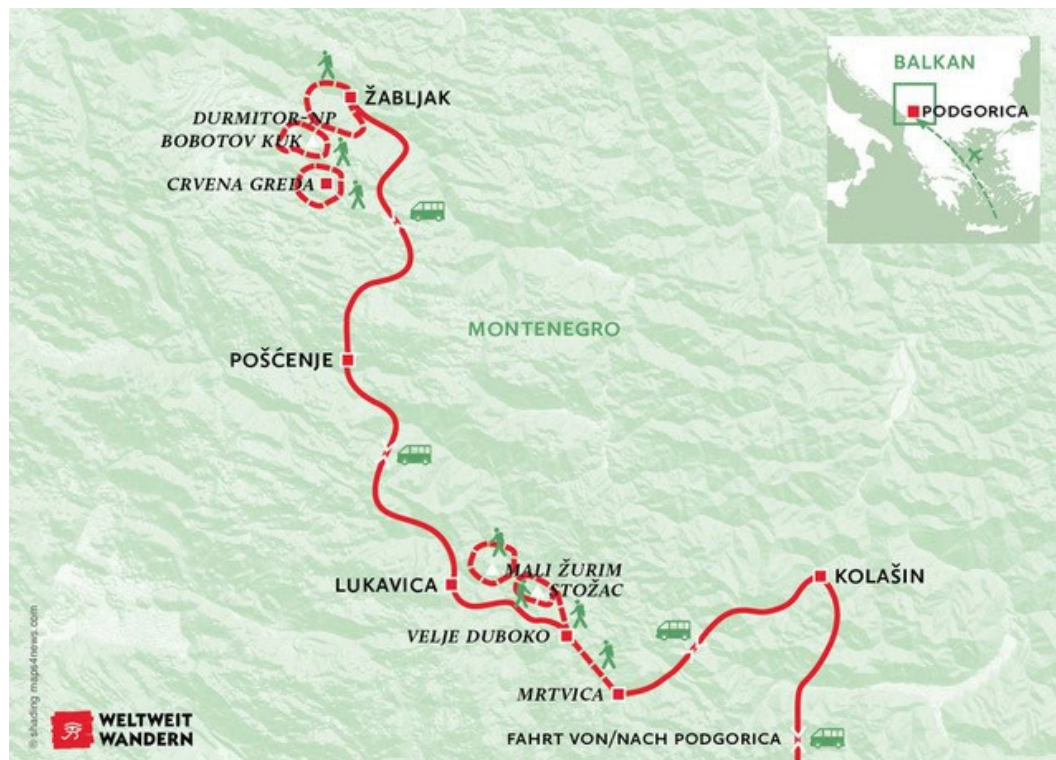 BALKAN
PODGORICA
ŽABLJAK
DURMITOR-NP
BOBOTOV KUK
CRVENA GREDA
MONTENEGRO
POŠĆENJE
MALI ŽURIM
STOŽAC
LUKAVICA
KOLAŠIN
VELJE DUBOKO
MRTVICA
FAHRT VON/NACH PODGORICA
WELTWEIT
WANDERN
© shading maps4news.com